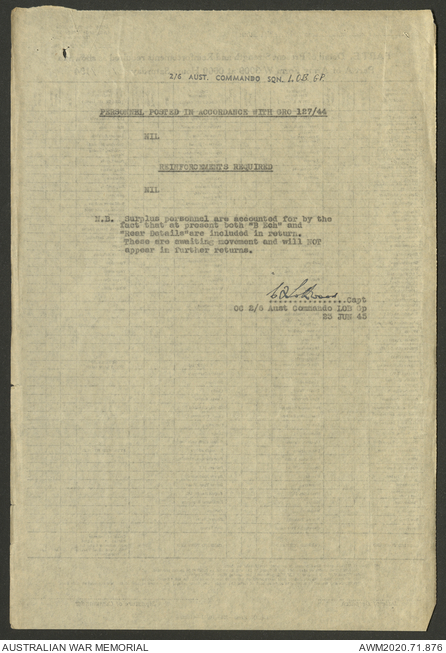 2/6 AUST. COMMANDO SQN. L.O.B GP.
PERSONNEL POSTED IN ACCORDANCE WITH GRO 187/44
NIL
REINFORCEMENTS REQUIRED
NIL
N.B. Surplus personnel are accounted for by the
fact that at present both "B Ech" and
"Rear Details"are included in return.
These are awaiting movement and will NOT
appear in further returns.
Capt
OC 2/6 Aust Commando LOB Gp
23 JUN 45
AUSTRALIAN WAR MEMORIAL
AWM2020.71.876